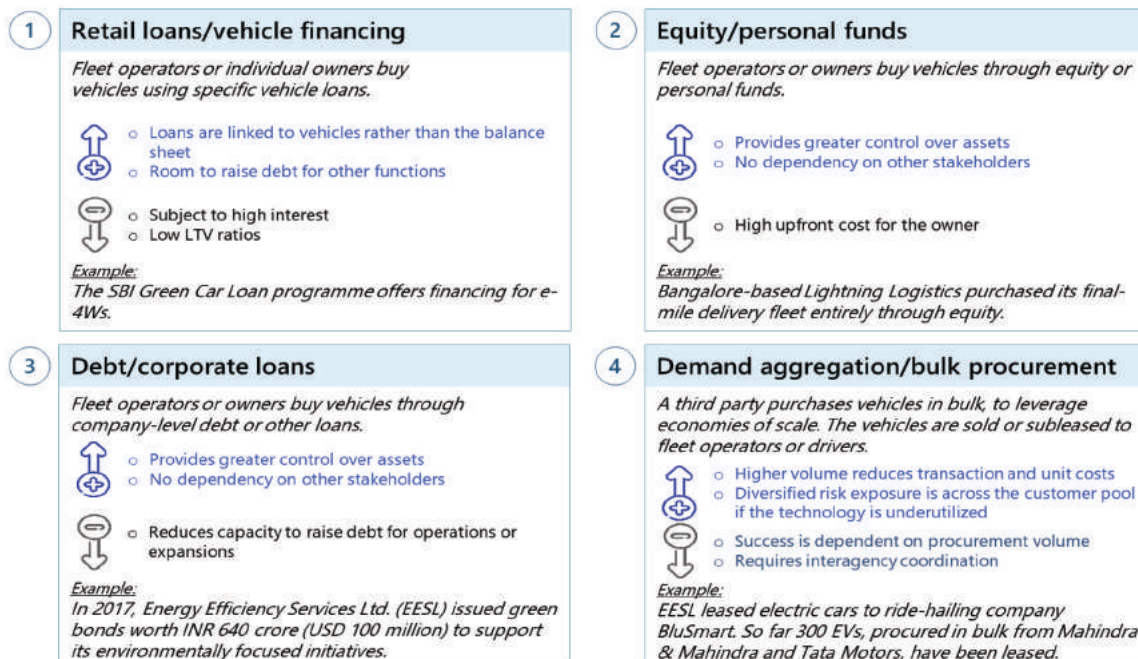 1
Retail loans/vehicle financing
Fleet operators or individual owners buy
vehicles using specific vehicle loans.
Loans are linked to vehicles rather than the balance
sheet
Room to raise debt for other functions
Subject to high interest
Low LTV ratios
Example:
The SBI Green Car Loan programme offers financing for e-
4Ws.
2
Equity/personal funds
Fleet operators or owners buy vehicles through equity or
personal funds.
Provides greater control over assets
No dependency on other stakeholders
High upfront cost for the owner
Example:
Bangalore-based Lightning Logistics purchased its final-
mile delivery fleet entirely through equity.
3
Debt/corporate loans
Fleet operators or owners buy vehicles through
company-level debt or other loans.
Provides greater control over assets
No dependency on other stakeholders
Reduces capacity to raise debt for operations or
expansions
Example:
In 2017, Energy Efficiency Services Ltd. (EESL) issued green
bonds worth INR 640 crore (USD 100 million) to support
its environmentally focused initiatives.
4
Demand aggregation/bulk procurement
A third party purchases vehicles in bulk, to leverage
economies of scale. The vehicles are sold or subleased to
fleet operators or drivers.
Higher volume reduces transaction and unit costs
Diversified risk exposure is across the customer pool
if the technology is underutilized
Success is dependent on procurement volume
Requires interagency coordination
Example:
EESL leased electric cars to ride-hailing company
BluSmart. So far 300 EVs, procured in bulk from Mahindra
& Mahindra and Tata Motors, have been leased.